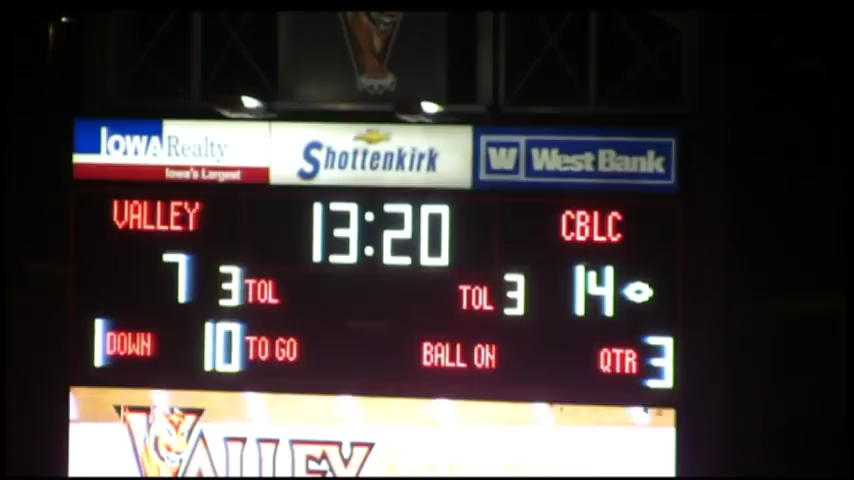 IOWA Realty
Iowa's Largest
Shottenkirk
W West Bank
VALLEY 13:20 CBLC
7 3 TOL TOL 3 14
1 DOWN 10 TO GO BALL ON QTR 3
VALLEY